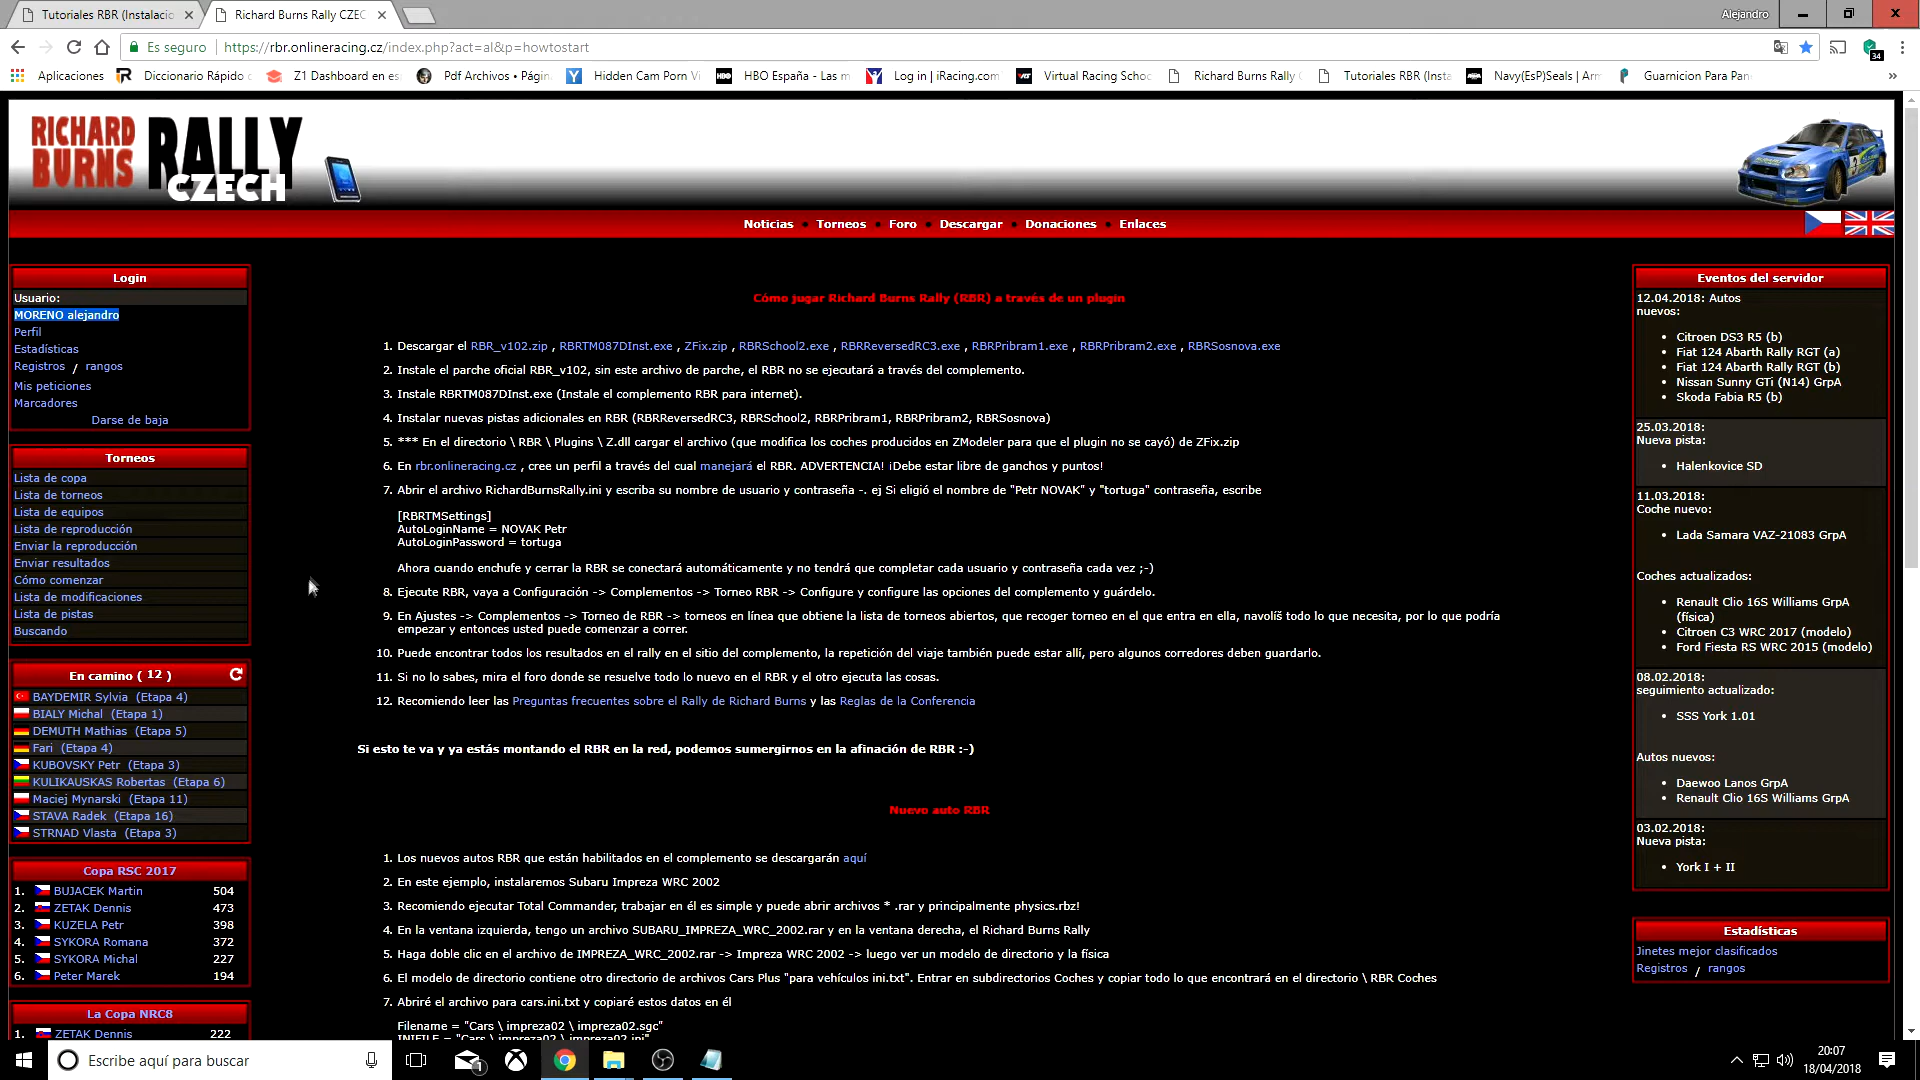 Tutoriales RBR (Instalacio
Richard Burns Rally CZEC
Alejandro
Es seguro
https://rbr.onlineracing.cz/index.php?act=al&p=howtostart
34
Aplicaciones
Diccionario Rápido
Z1 Dashboard en es
Pdf Archivos • Págin
Hidden Cam Porn Vi
HBO España - Las m
Log in | iRacing.com
Virtual Racing Schoo
Richard Burns Rally
Tutoriales RBR (Insta
Navy(EsP)Seals | Arm
Guarnicion Para Pan
»
RICHARD BURNS RALLY CZECH
Noticias • Torneos • Foro • Descargar • Donaciones • Enlaces
Login
Usuario:
MORENO alejandro
Perfil
Estadísticas
Registros / rangos
Mis peticiones
Marcadores
Darse de baja
Torneos
Lista de copa
Lista de torneos
Lista de equipos
Lista de reproducción
Enviar la reproducción
Enviar resultados
Cómo comenzar
Lista de modificaciones
Lista de pistas
Buscando
En camino ( 12 )
BAYDEMIR Sylvia (Etapa 4)
BIALY Michal (Etapa 1)
DEMUTH Mathias (Etapa 5)
Fari (Etapa 4)
KUBOVSKY Petr (Etapa 3)
KULIKAUSKAS Robertas (Etapa 6)
Maciej Mynarski (Etapa 11)
STAVA Radek (Etapa 16)
STRNAD Vlasta (Etapa 3)
Copa RSC 2017
1. BUJACEK Martin 504
2. ZETAK Dennis 473
3. KUZELA Petr 398
4. SYKORA Romana 372
5. SYKORA Michal 227
6. Peter Marek 194
La Copa NRC8
1. ZETAK Dennis 222
Cómo jugar Richard Burns Rally (RBR) a través de un plugin
1. Descargar el RBR_v102.zip , RBRTM087DInst.exe , ZFix.zip , RBRSchool2.exe , RBRReversedRC3.exe , RBRPribram1.exe , RBRPribram2.exe , RBRSosnova.exe
2. Instale el parche oficial RBR_v102, sin este archivo de parche, el RBR no se ejecutará a través del complemento.
3. Instale RBRTM087DInst.exe (Instale el complemento RBR para internet).
4. Instalar nuevas pistas adicionales en RBR (RBRReversedRC3, RBRSchool2, RBRPribram1, RBRPribram2, RBRSosnova)
5. *** En el directorio \ RBR \ Plugins \ Z.dll cargar el archivo (que modifica los coches producidos en ZModeler para que el plugin no se cayó) de ZFix.zip
6. En rbr.onlineracing.cz , cree un perfil a través del cual manejará el RBR. ADVERTENCIA! ¡Debe estar libre de ganchos y puntos!
7. Abrir el archivo RichardBurnsRally.ini y escriba su nombre de usuario y contraseña -. ej Si eligió el nombre de "Petr NOVAK" y "tortuga" contraseña, escribe
[RBRTMSettings]
AutoLoginName = NOVAK Petr
AutoLoginPassword = tortuga
Ahora cuando enchufe y cerrar la RBR se conectará automáticamente y no tendrá que completar cada usuario y contraseña cada vez ;-)
8. Ejecute RBR, vaya a Configuración -> Complementos -> Torneo RBR -> Configure y configure las opciones del complemento y guárdelo.
9. En Ajustes -> Complementos -> Torneo de RBR -> torneos en línea que obtiene la lista de torneos abiertos, que recoger torneo en el que entra en ella, navolíš todo lo que necesita, por lo que podría
empezar y entonces usted puede comenzar a correr.
10. Puede encontrar todos los resultados en el rally en el sitio del complemento, la repetición del viaje también puede estar allí, pero algunos corredores deben guardarlo.
11. Si no lo sabes, mira el foro donde se resuelve todo lo nuevo en el RBR y el otro ejecuta las cosas.
12. Recomiendo leer las Preguntas frecuentes sobre el Rally de Richard Burns y las Reglas de la Conferencia
Si esto te va y ya estás montando el RBR en la red, podemos sumergirnos en la afinación de RBR :-)
Nuevo auto RBR
1. Los nuevos autos RBR que están habilitados en el complemento se descargarán aquí
2. En este ejemplo, instalaremos Subaru Impreza WRC 2002
3. Recomiendo ejecutar Total Commander, trabajar en él es simple y puede abrir archivos * .rar y principalmente physics.rbz!
4. En la ventana izquierda, tengo un archivo SUBARU_IMPREZA_WRC_2002.rar y en la ventana derecha, el Richard Burns Rally
5. Haga doble clic en el archivo de IMPREZA_WRC_2002.rar -> Impreza WRC 2002 -> luego ver un modelo de directorio y la física
6. El modelo de directorio contiene otro directorio de archivos Cars Plus "para vehículos ini.txt". Entrar en subdirectorios Coches y copiar todo lo que encontrará en el directorio \ RBR Coches
7. Abriré el archivo para cars.ini.txt y copiaré estos datos en él
Filename = "Cars \ impreza02 \ impreza02.sgc"
INIFILE = "Cars \ impreza02 \ impreza02.ini"
Eventos del servidor
12.04.2018: Autos
nuevos:
• Citroen DS3 R5 (b)
• Fiat 124 Abarth Rally RGT (a)
• Fiat 124 Abarth Rally RGT (b)
• Nissan Sunny GTi (N14) GrpA
• Skoda Fabia R5 (b)
25.03.2018:
Nueva pista:
• Halenkovice SD
11.03.2018:
Coche nuevo:
• Lada Samara VAZ-21083 GrpA
Coches actualizados:
• Renault Clio 16S Williams GrpA
(física)
• Citroen C3 WRC 2017 (modelo)
• Ford Fiesta RS WRC 2015 (modelo)
08.02.2018:
seguimiento actualizado:
• SSS York 1.01
Autos nuevos:
• Daewoo Lanos GrpA
• Renault Clio 16S Williams GrpA
03.02.2018:
Nueva pista:
• York I + II
Estadísticas
Jinetes mejor clasificados
Registros / rangos
Escribe aquí para buscar
1
20:07
18/04/2018